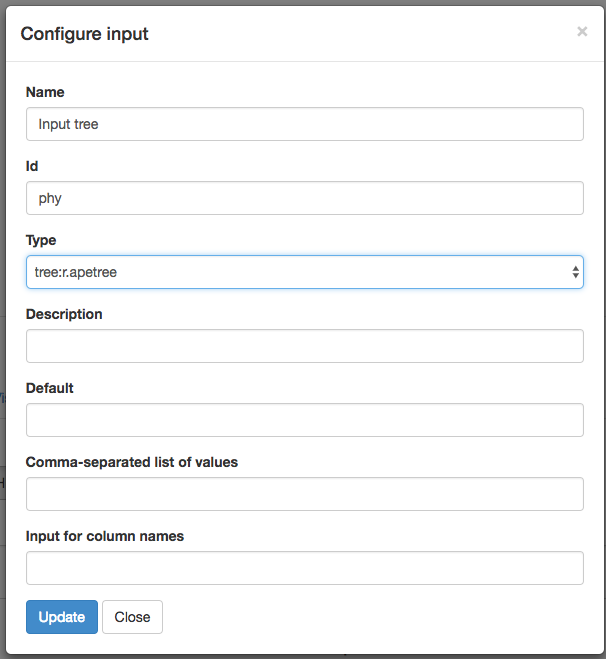 Configure input
×
Name
Input tree
Id
phy
Type
tree:r.apetree
Description
Default
Comma-separated list of values
Input for column names
Update Close